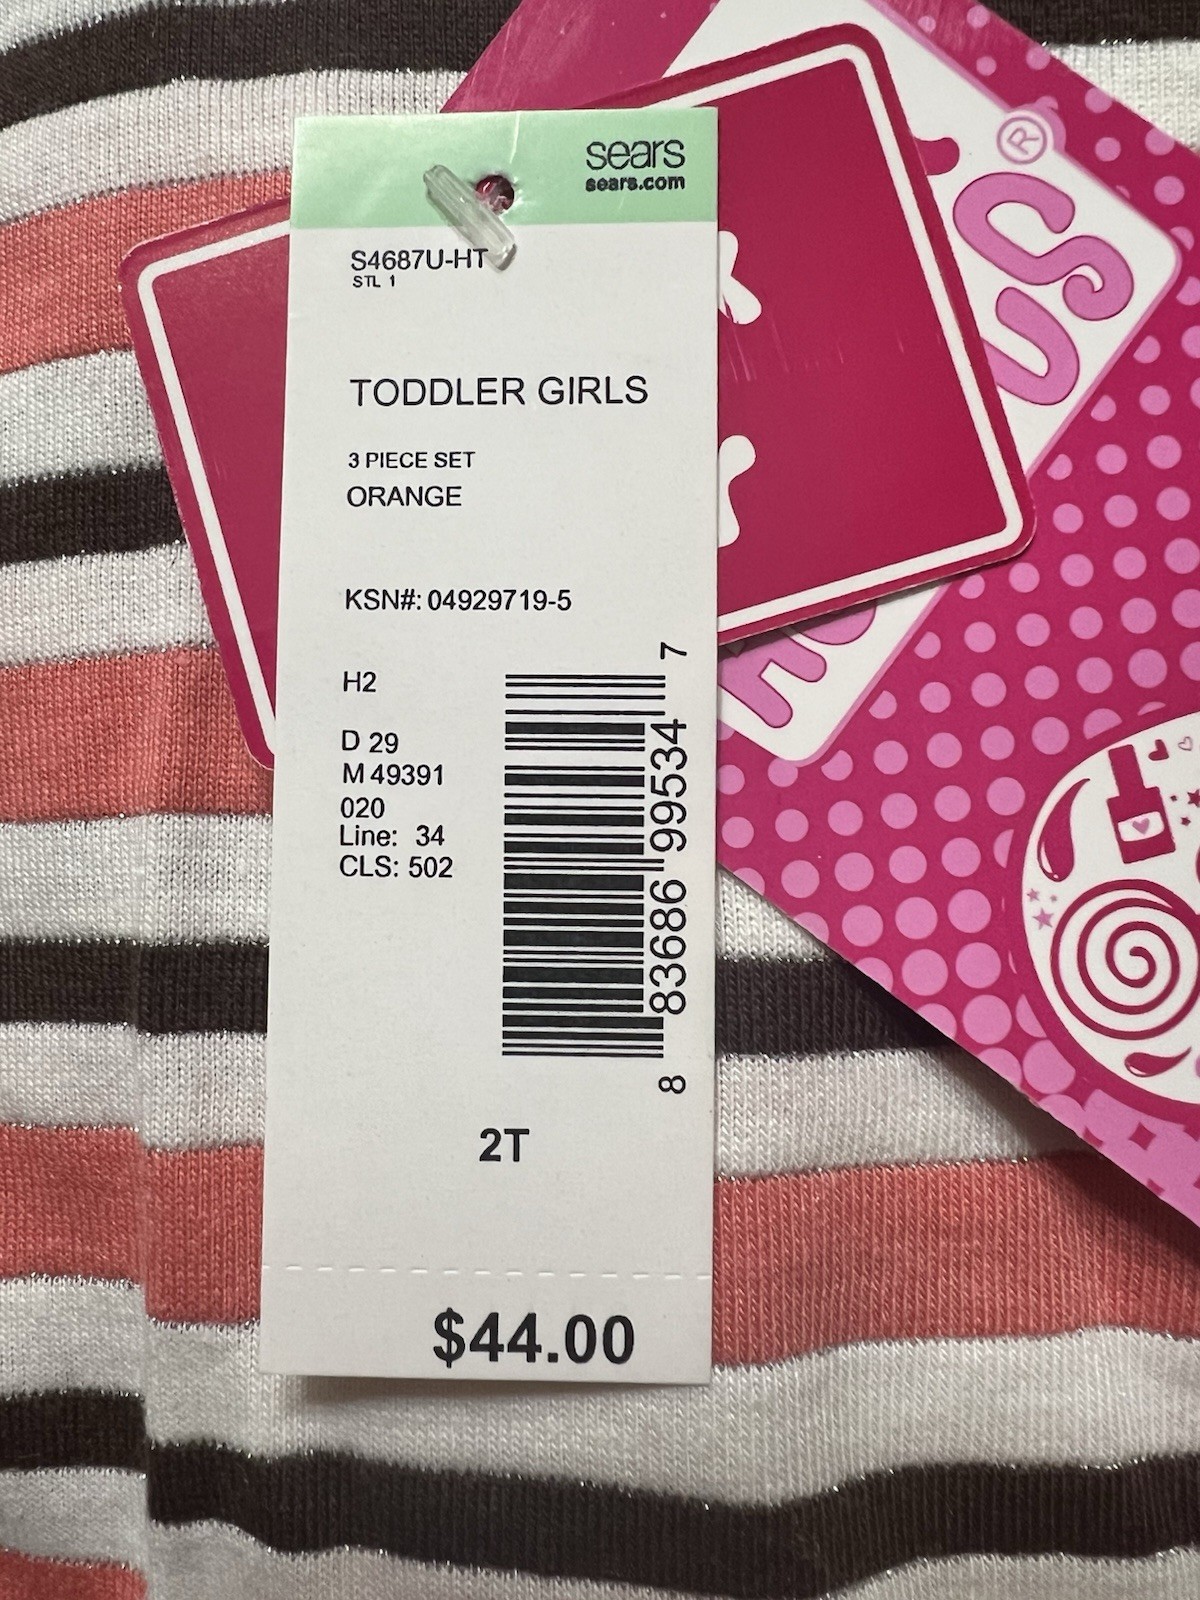 sears
sears.com
S4687U-HT
STL 1
TODDLER GIRLS
3 PIECE SET
ORANGE
KSN#: 04929719-5
H2
D 29
M 49391
020
Line: 34
CLS: 502
8 83686 99534 7
2T
$44.00
®